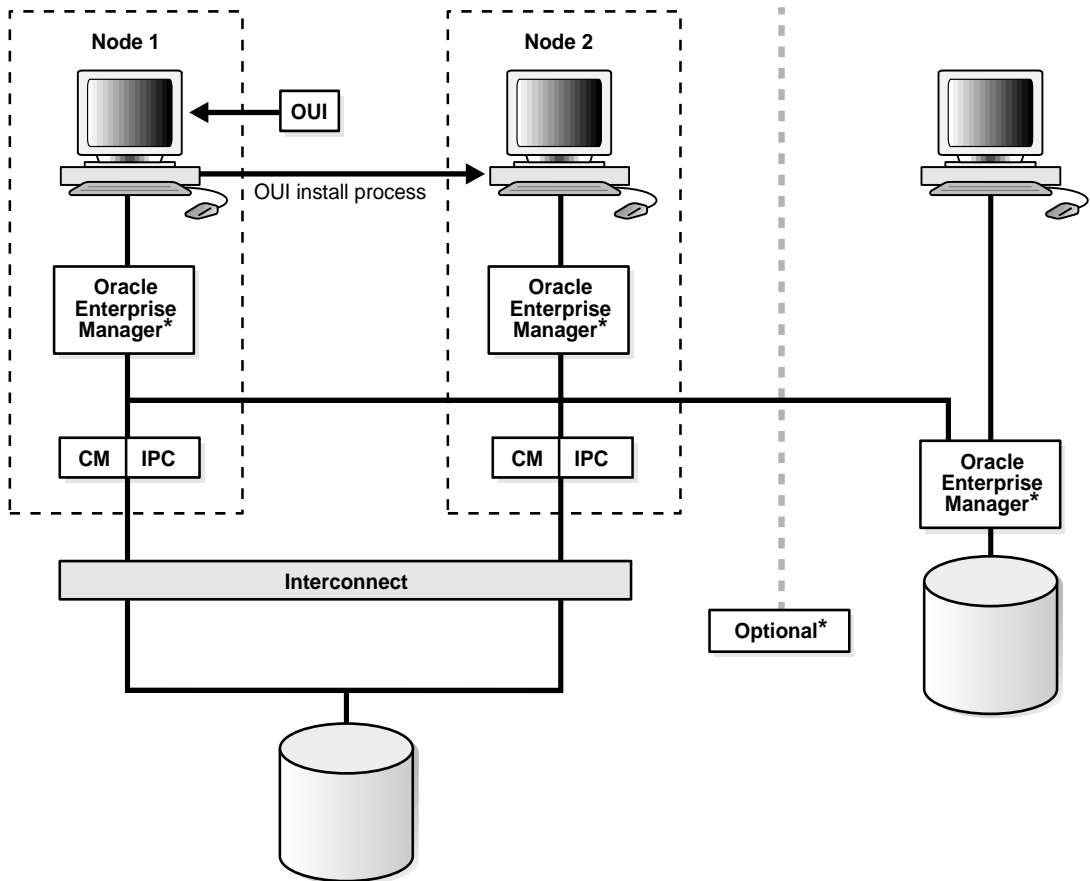 Node 1
Node 2
OUI
OUI install process
Oracle
Enterprise
Manager*
Oracle
Enterprise
Manager*
CM
IPC
CM
IPC
Oracle
Enterprise
Manager*
Interconnect
Optional*